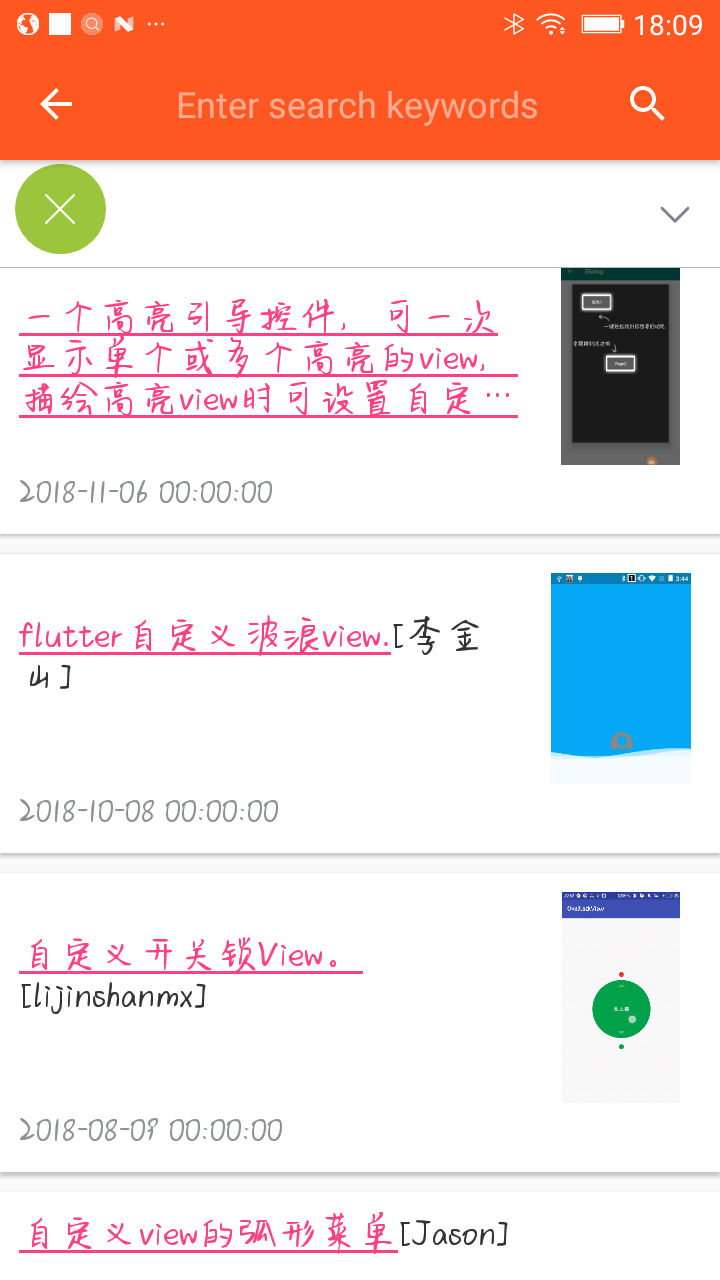 18:09
Enter search keywords
一个高亮引导控件，可一次
显示单个或多个高亮的view,
描绘高亮view时可设置自定…
2018-11-06 00:00:00
flutter自定义波浪view.[李金
山]
3:44
2018-10-08 00:00:00
自定义开关锁View。
[lijinshanmx]
OvalLockView
2018-08-09 00:00:00
自定义view的弧形菜单[Jason]